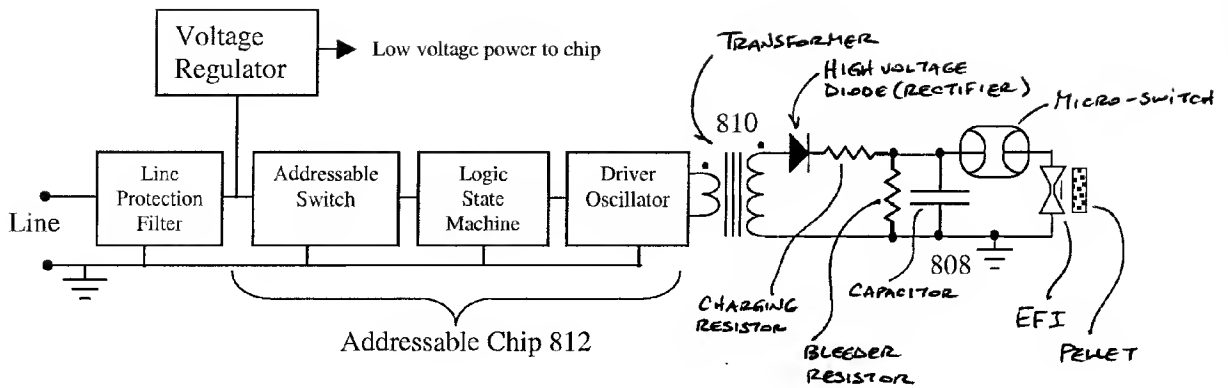 Voltage
Regulator
Low voltage power to chip
TRANSFORMER
HIGH VOLTAGE
DIODE (RECTIFIER)
MICRO-SWITCH
810
Line
Line
Protection
Filter
Addressable
Switch
Logic
State
Machine
Driver
Oscillator
808
CHARGING
RESISTOR
CAPACITOR
EFI
Addressable Chip 812
BLEEDER
RESISTOR
PELLET